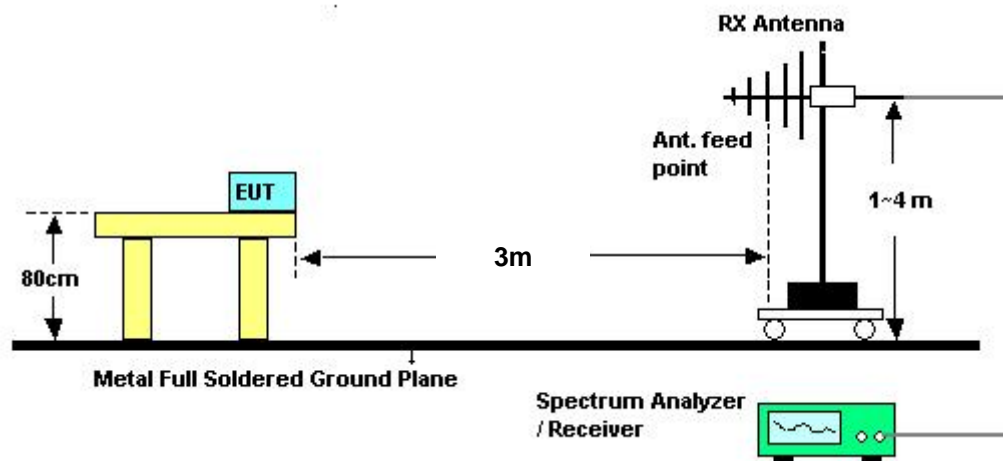 RX Antenna
Ant. feed
point
EUT
1~4 m
3m
80cm
Metal Full Soldered Ground Plane
Spectrum Analyzer
/ Receiver